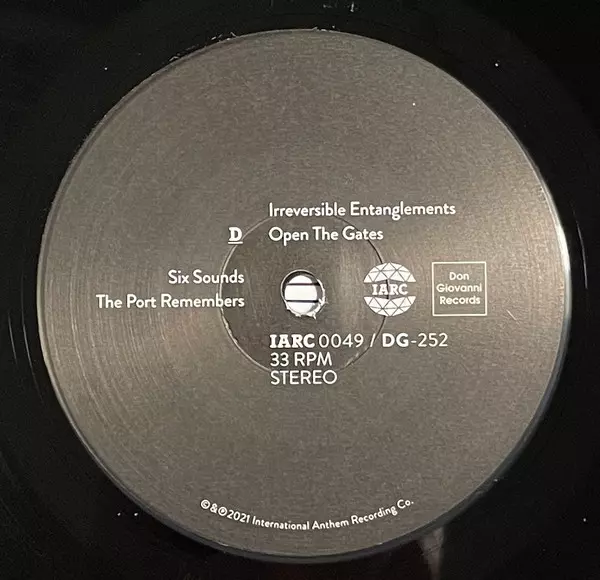 Irreversible Entanglements
D Open The Gates
Six Sounds
The Port Remembers
IARC
Don
Giovanni
Records
IARC 0049 / DG-252
33 RPM
STEREO
©&℗2021 International Anthem Recording Co.